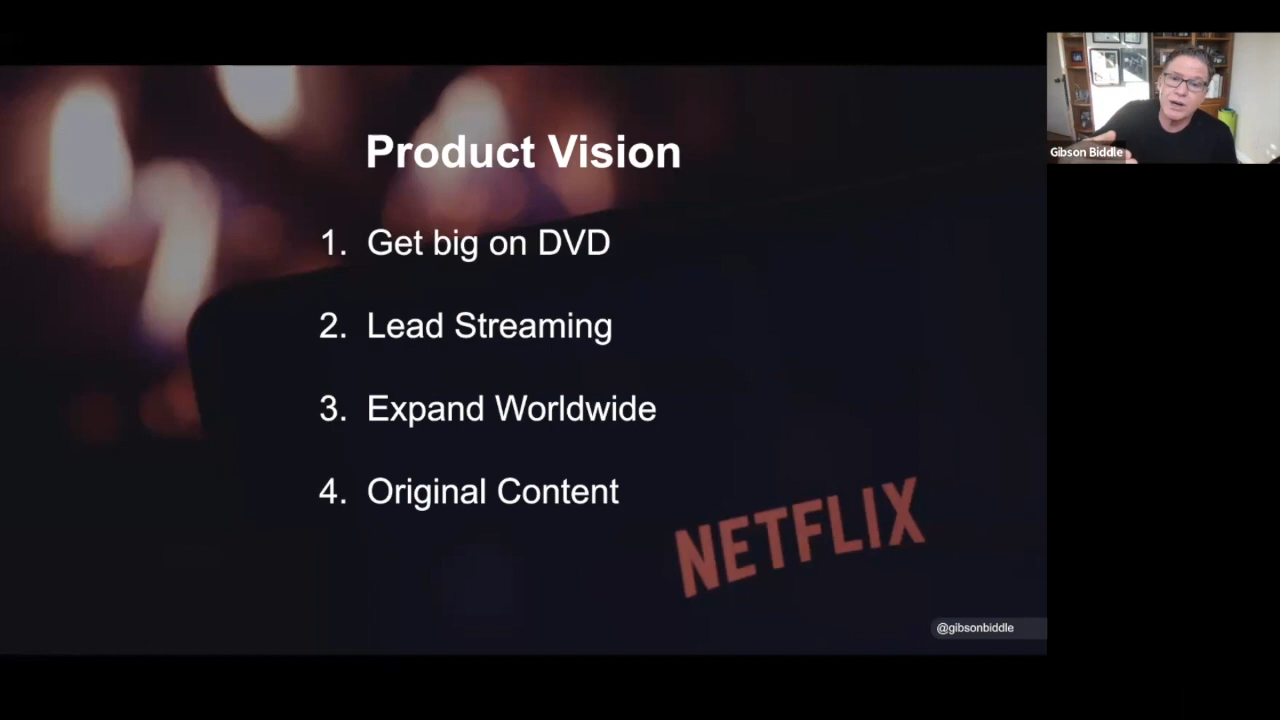 Product Vision
1. Get big on DVD
2. Lead Streaming
3. Expand Worldwide
4. Original Content
NETFLIX
@gibsonbiddle
Gibson Biddle